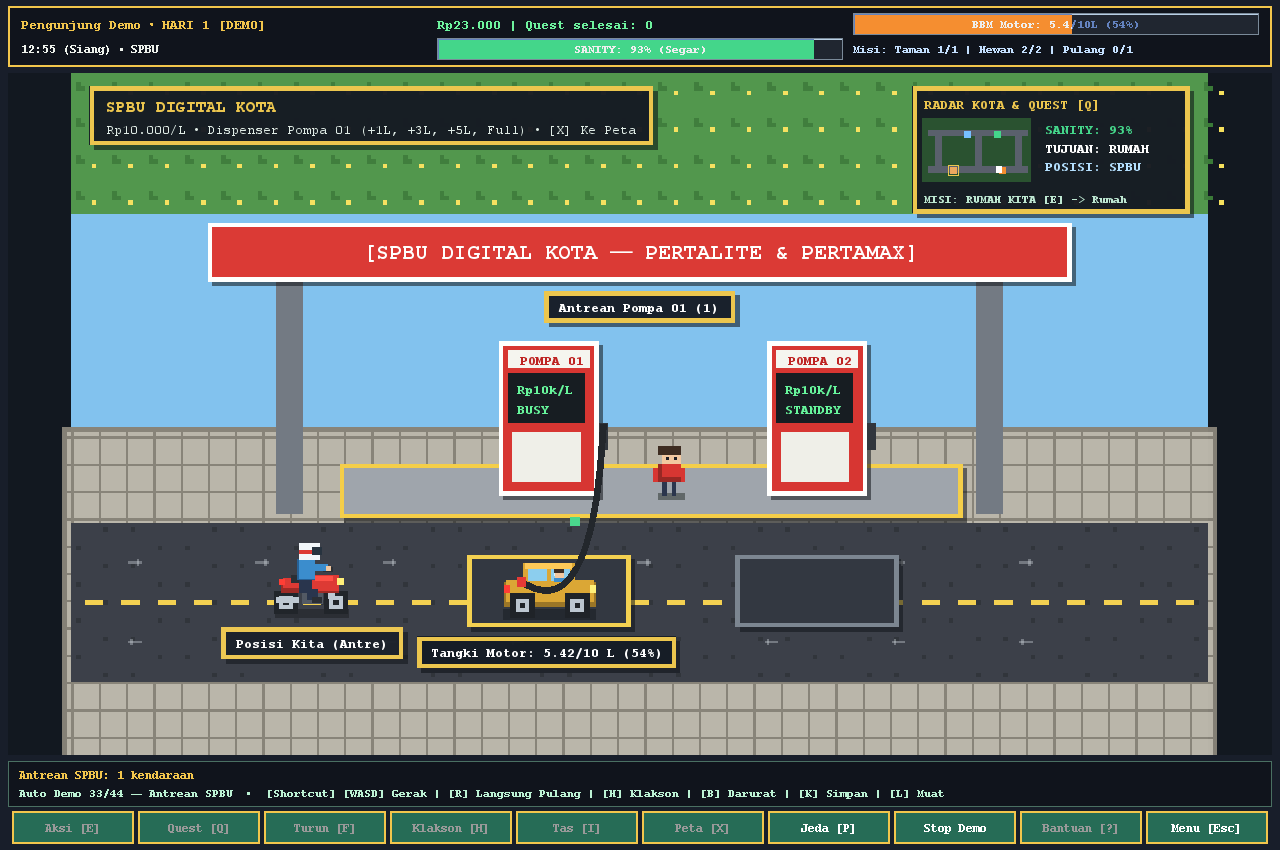 Pengunjung Demo • HARI 1 [DEMO]
12:55 (Siang) • SPBU
Rp23.000 | Quest selesai: 0
SANITY: 93% (Segar)
BBM Motor: 5.4/10L (54%)
Misi: Taman 1/1 | Hewan 2/2 | Pulang 0/1
SPBU DIGITAL KOTA
Rp10.000/L • Dispenser Pompa 01 (+1L, +3L, +5L, Full) • [X] Ke Peta
RADAR KOTA & QUEST [Q]
SANITY: 93%
TUJUAN: RUMAH
POSISI: SPBU
MISI: RUMAH KITA [E] -> Rumah
[SPBU DIGITAL KOTA — PERTALITE & PERTAMAX]
Antrean Pompa 01 (1)
POMPA 01
Rp10k/L
BUSY
POMPA 02
Rp10k/L
STANDBY
Posisi Kita (Antre)
Tangki Motor: 5.42/10 L (54%)
Antrean SPBU: 1 kendaraan
Auto Demo 33/44 — Antrean SPBU • [Shortcut] [WASD] Gerak | [R] Langsung Pulang | [H] Klakson | [B] Darurat | [K] Simpan | [L] Muat
Aksi [E]
Quest [Q]
Turun [F]
Klakson [H]
Tas [I]
Peta [X]
Jeda [P]
Stop Demo
Bantuan [?]
Menu [Esc]